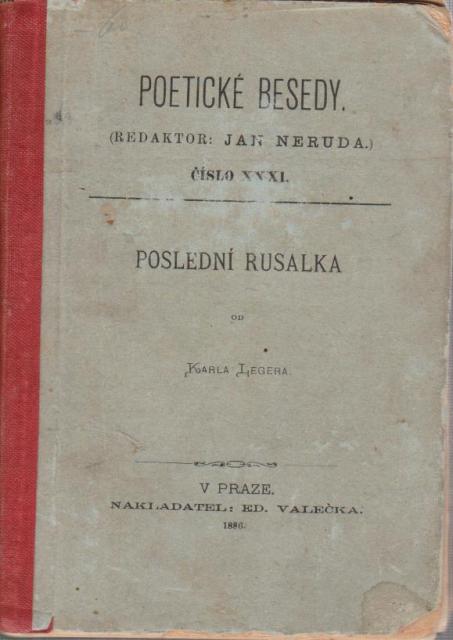 POETICKÉ BESEDY.
(REDAKTOR: JAN NERUDA.)
ČÍSLO XXXI.
POSLEDNÍ RUSALKA
OD
KARLA LEGERA.
V PRAZE.
NAKLADATEL: ED. VALEČKA.
1886.